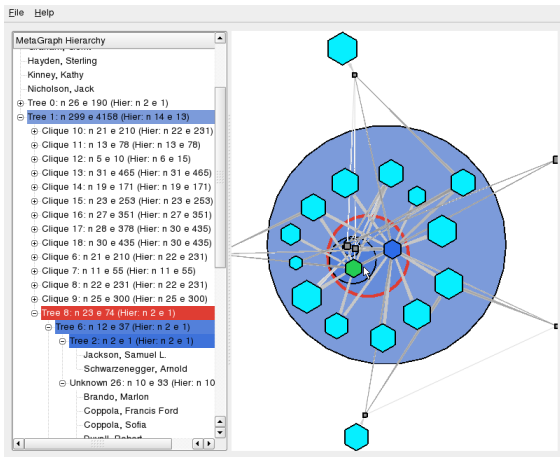 File Help
MetaGraph Hierarchy
Hayden, Sterling
Kinney, Kathy
Nicholson, Jack
Tree 0: n 26 e 190 (Hier: n 2 e 1)
Tree 1: n 299 e 4158 (Hier: n 14 e 13)
Clique 10: n 21 e 210 (Hier: n 22 e 231)
Clique 11: n 13 e 78 (Hier: n 13 e 78)
Clique 12: n 5 e 10 (Hier: n 6 e 15)
Clique 13: n 31 e 465 (Hier: n 31 e 465)
Clique 14: n 19 e 171 (Hier: n 19 e 171)
Clique 15: n 23 e 253 (Hier: n 23 e 253)
Clique 16: n 27 e 351 (Hier: n 27 e 351)
Clique 17: n 28 e 378 (Hier: n 30 e 435)
Clique 18: n 30 e 435 (Hier: n 30 e 435)
Clique 6: n 21 e 210 (Hier: n 22 e 231)
Clique 7: n 11 e 55 (Hier: n 11 e 55)
Clique 8: n 22 e 231 (Hier: n 22 e 231)
Clique 9: n 25 e 300 (Hier: n 25 e 300)
Tree 8: n 23 e 74 (Hier: n 2 e 1)
Tree 6: n 12 e 37 (Hier: n 2 e 1)
Tree 2: n 2 e 1 (Hier: n 2 e 1)
Jackson, Samuel L.
Schwarzenegger, Arnold
Unknown 26: n 10 e 33 (Hier: n 10
Brando, Marlon
Coppola, Francis Ford
Coppola, Sofia